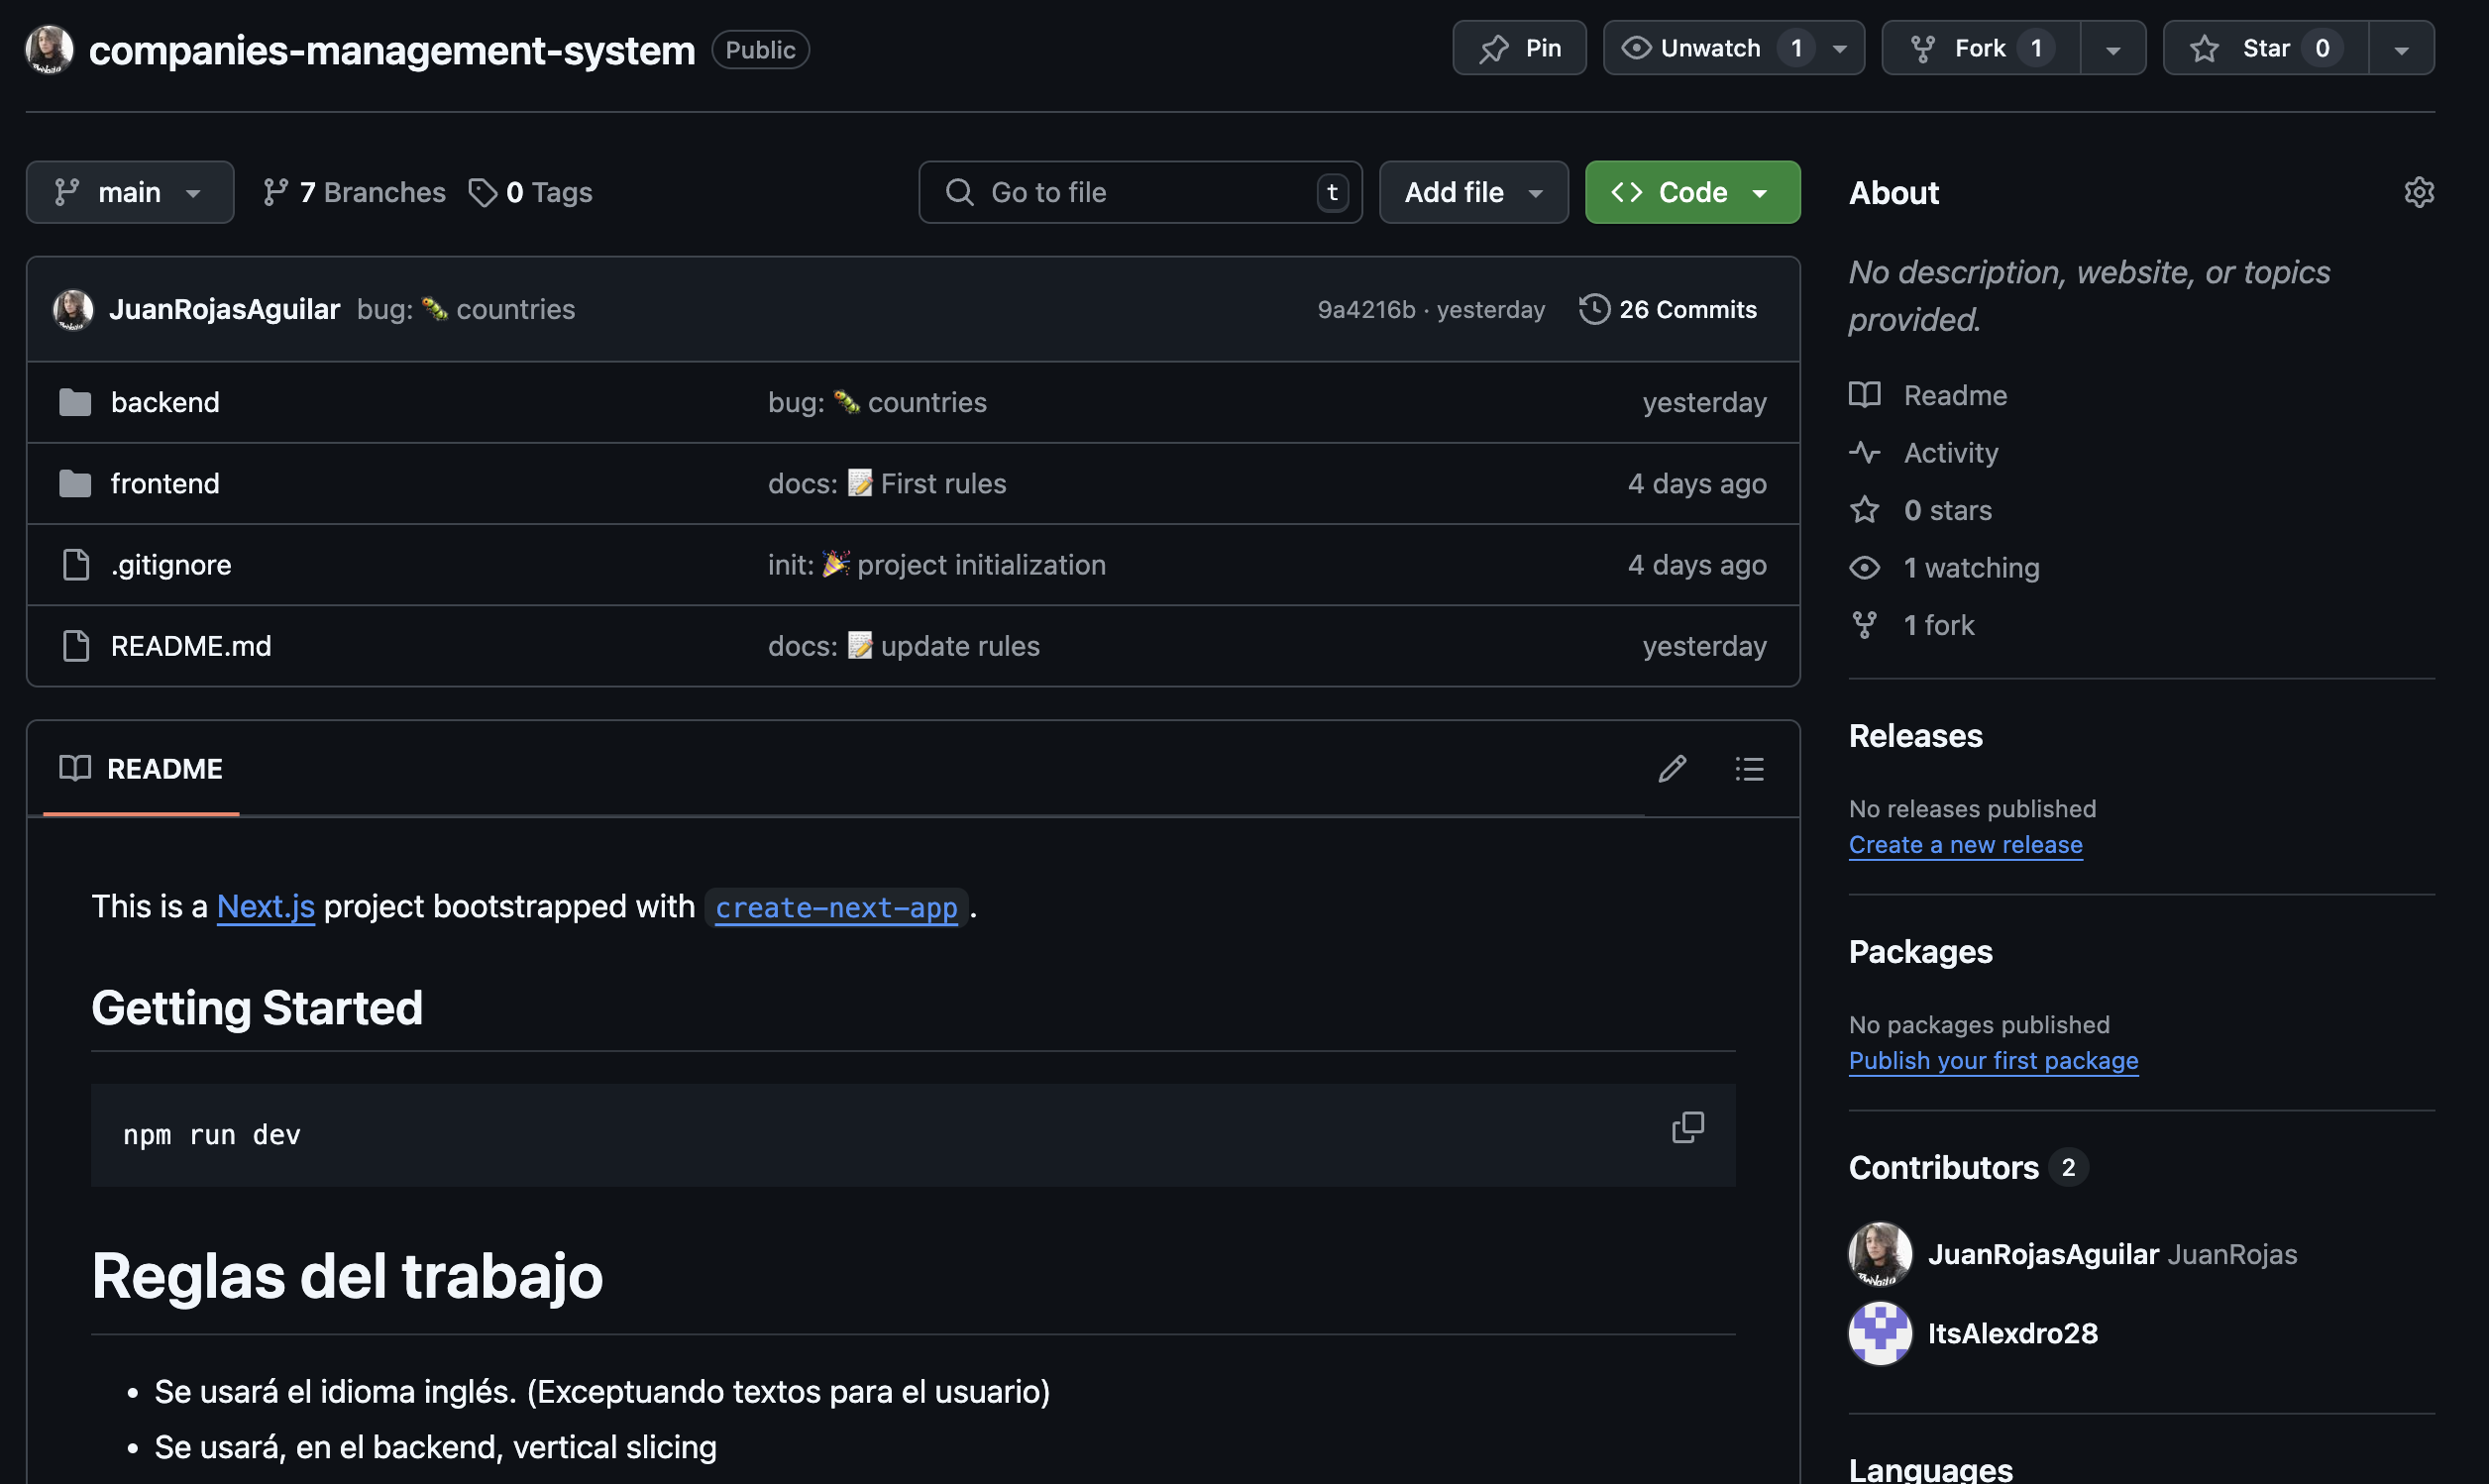 companies-management-system Public
Pin
Unwatch 1
Fork 1
Star 0
main
7 Branches
0 Tags
Go to file t
Add file
Code
JuanRojasAguilar bug: 🐛 countries
9a4216b · yesterday
26 Commits
backend bug: 🐛 countries yesterday
frontend docs: 📝 First rules 4 days ago
.gitignore init: 🎉 project initialization 4 days ago
README.md docs: 📝 update rules yesterday
README
This is a Next.js project bootstrapped with create-next-app.
Getting Started
npm run dev
Reglas del trabajo
• Se usará el idioma inglés. (Exceptuando textos para el usuario)
• Se usará, en el backend, vertical slicing
About
No description, website, or topics
provided.
Readme
Activity
0 stars
1 watching
1 fork
Releases
No releases published
Create a new release
Packages
No packages published
Publish your first package
Contributors 2
JuanRojasAguilar JuanRojas
ItsAlexdro28
Languages